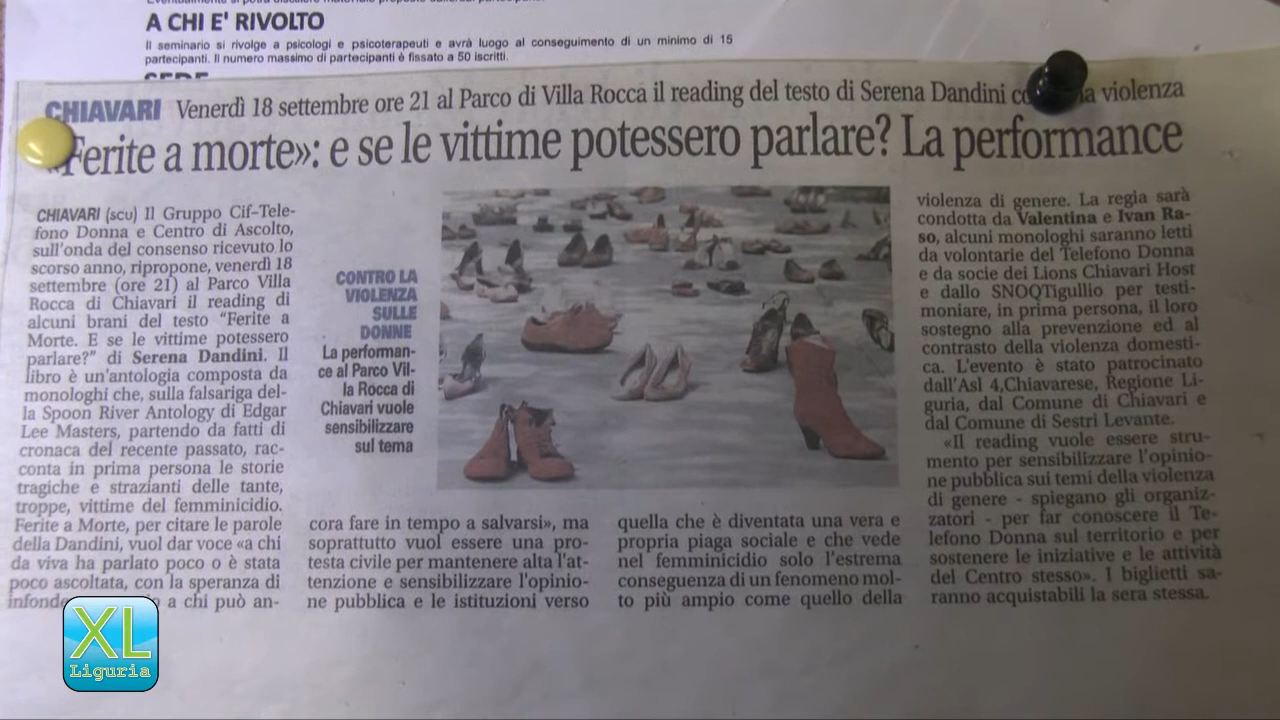 A CHI E' RIVOLTO
Il seminario si rivolge a psicologi e psicoterapeuti e avrà luogo al conseguimento di un minimo di 15
partecipanti. Il numero massimo di partecipanti è fissato a 50 iscritti.
SEDE
CHIAVARI Venerdì 18 settembre ore 21 al Parco di Villa Rocca il reading del testo di Serena Dandini violenza
«Ferite a morte»: e se le vittime potessero parlare? La performance
CHIAVARI (scu) Il Gruppo Cif-Tele-
fono Donna e Centro di Ascolto,
sull'onda del consenso ricevuto lo
scorso anno, ripropone, venerdì 18
settembre (ore 21) al Parco Villa
Rocca di Chiavari il reading di
alcuni brani del testo "Ferite a
Morte. E se le vittime potessero
parlare?" di Serena Dandini. Il
libro è un'antologia composta da
monologhi che, sulla falsariga del-
la Spoon River Antology di Edgar
Lee Masters, partendo da fatti di
cronaca del recente passato, rac-
conta in prima persona le storie
tragiche e strazianti delle tante,
troppe, vittime del femminicidio.
Ferite a Morte, per citare le parole
della Dandini, vuol dar voce «a chi
da viva ha parlato poco o è stata
poco ascoltata, con la speranza di
a chi può an-
CONTRO LA
VIOLENZA
SULLE
DONNE
La performan-
ce al Parco Vil-
la Rocca di
Chiavari vuole
sensibilizzare
sul tema
cora fare in tempo a salvarsi», ma
soprattutto vuol essere una pro-
testa civile per mantenere alta l'at-
tenzione e sensibilizzare l'opinio-
ne pubblica e le istituzioni verso
quella che è diventata una vera e
propria piaga sociale e che vede
nel femminicidio solo l'estrema
conseguenza di un fenomeno mol-
to più ampio come quello della
violenza di genere. La regia sarà
condotta da Valentina e Ivan Ra-
so, alcuni monologhi saranno letti
da volontarie del Telefono Donna
e da socie dei Lions Chiavari Host
e dallo SNOQTigullio per testi-
moniare, in prima persona, il loro
sostegno alla prevenzione ed al
contrasto della violenza domesti-
ca. L'evento è stato patrocinato
dall'Asl 4,Chiavarese, Regione Li-
guria, dal Comune di Chiavari e
dal Comune di Sestri Levante.
«Il reading vuole essere stru-
mento per sensibilizzare l'opinio-
ne pubblica sui temi della violenza
di genere - spiegano gli organiz-
zatori - per far conoscere il Te-
lefono Donna sul territorio e per
sostenere le iniziative e le attività
del Centro stesso». I biglietti sa-
ranno acquistabili la sera stessa.
XL
Liguria